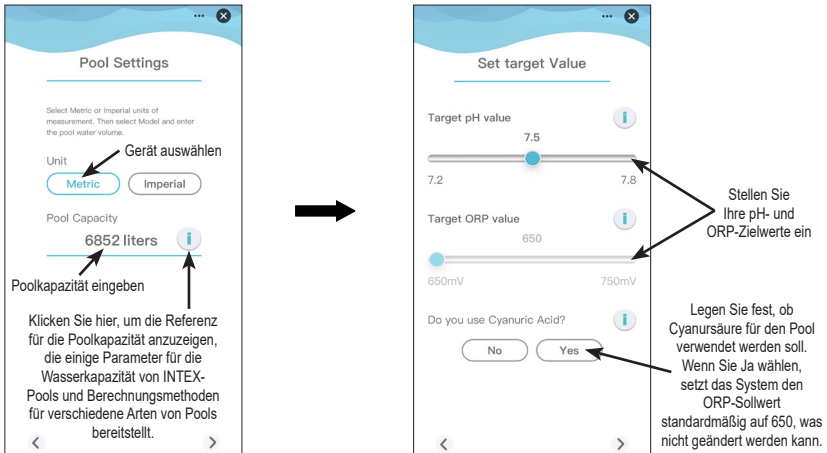 Pool Settings
Select Metric or Imperial units of
measurement. Then select Model and enter
the pool water volume.
Unit
Gerät auswählen
Metric
Imperial
Pool Capacity
6852 liters
i
Poolkapazität eingeben
Klicken Sie hier, um die Referenz
für die Poolkapazität anzuzeigen,
die einige Parameter für die
Wasserkapazität von INTEX-
Pools und Berechnungsmethoden
für verschiedene Arten von Pools
bereitstellt.
Set target Value
Target pH value
i
7.5
7.2
7.8
Target ORP value
i
650
650mV
750mV
Do you use Cyanuric Acid?
i
No
Yes
Stellen Sie
Ihre pH- und
ORP-Zielwerte ein
Legen Sie fest, ob
Cyanursäure für den Pool
verwendet werden soll.
Wenn Sie Ja wählen,
setzt das System den
ORP-Sollwert
standardmäßig auf 650, was
nicht geändert werden kann.